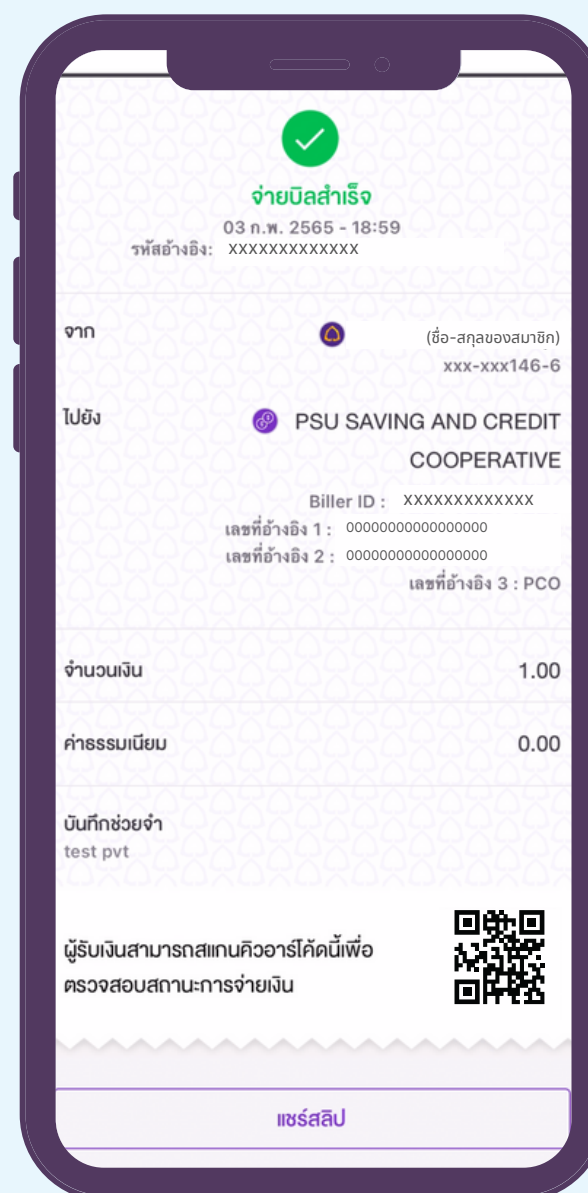 จ่ายบิลสำเร็จ
03 ก.พ. 2565 - 18:59
รหัสอ้างอิง: XXXXXXXXXXXXX
จาก
(ชื่อ-สกุลของสมาชิก)
xxx-xxx146-6
ไปยัง
PSU SAVING AND CREDIT
COOPERATIVE
Biller ID : XXXXXXXXXXXXX
เลขที่อ้างอิง 1 : 00000000000000000
เลขที่อ้างอิง 2 : 00000000000000000
เลขที่อ้างอิง 3 : PCO
จำนวนเงิน 1.00
ค่าธรรมเนียม 0.00
บันทึกช่วยจำ
test pvt
ผู้รับเงินสามารถสแกนคิวอาร์โค้ดนี้เพื่อ
ตรวจสอบสถานะการจ่ายเงิน
แชร์สลิป